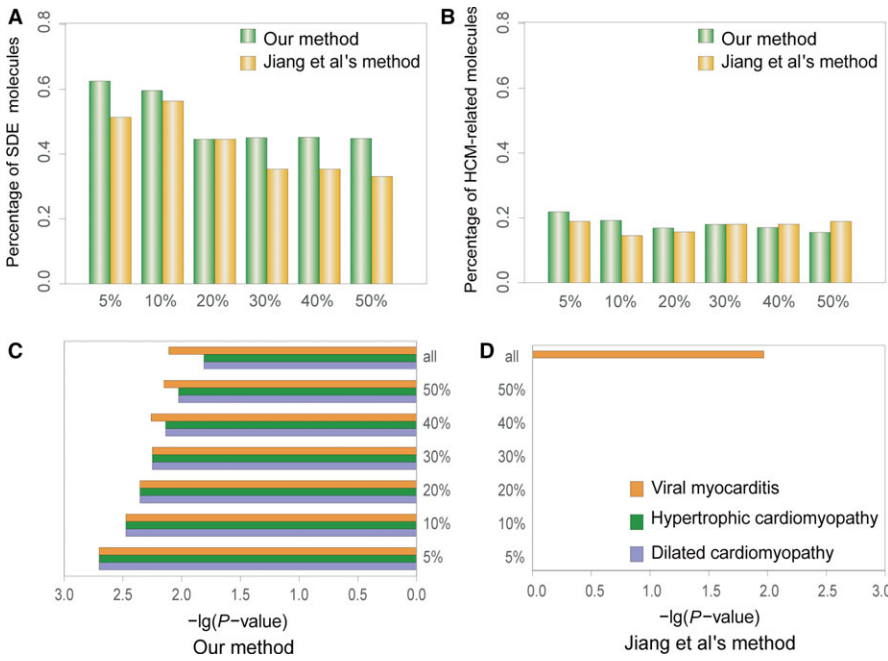 A
Percentage of SDE molecules
0.8
0.6
0.4
0.2
0.0
Our method
Jiang et al's method
5% 10% 20% 30% 40% 50%
B
Percentage of HCM-related molecules
0.8
0.6
0.4
0.2
0.0
Our method
Jiang et al's method
5% 10% 20% 30% 40% 50%
C
all
50%
40%
30%
20%
10%
5%
3.0 2.5 2.0 1.5 1.0 0.5 0.0
−lg(P−value)
Our method
D
all
50%
40%
30%
20%
10%
5%
Viral myocarditis
Hypertrophic cardiomyopathy
Dilated cardiomyopathy
0.0 0.5 1.0 1.5 2.0 2.5 3.0
−lg(P−value)
Jiang et al's method